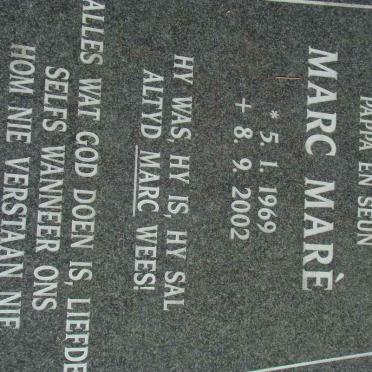 PAPPA EN SEUN
MARC MARÈ
* 5. 1. 1969
+ 8. 9. 2002
HY WAS, HY IS, HY SAL
ALTYD MARC WEES!
ALLES WAT GOD DOEN IS, LIEFDE
SELFS WANNEER ONS
HOM NIE VERSTAAN NIE